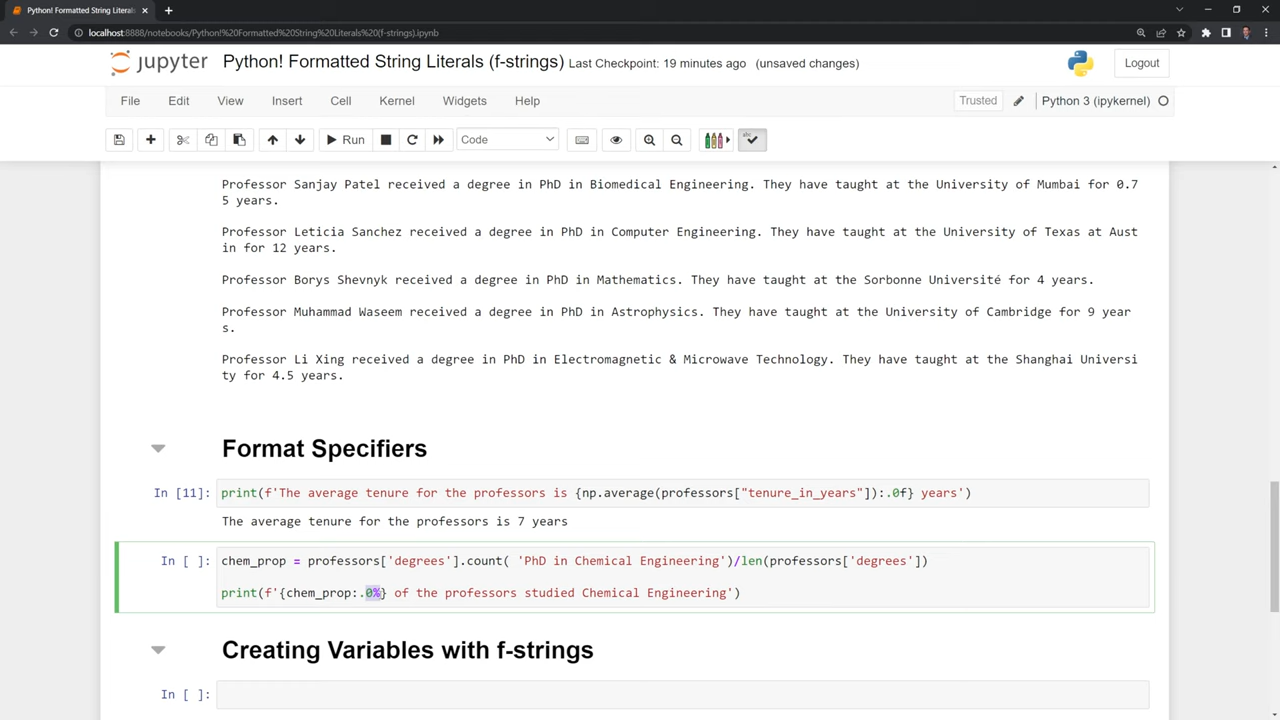 Python! Formatted String Literals
localhost:8888/notebooks/Python!%20Formatted%20String%20Literals%20(f-strings).ipynb
jupyter Python! Formatted String Literals (f-strings) Last Checkpoint: 19 minutes ago (unsaved changes) Logout
File Edit View Insert Cell Kernel Widgets Help Trusted Python 3 (ipykernel)
Run Code
Professor Sanjay Patel received a degree in PhD in Biomedical Engineering. They have taught at the University of Mumbai for 0.7
5 years.
Professor Leticia Sanchez received a degree in PhD in Computer Engineering. They have taught at the University of Texas at Aust
in for 12 years.
Professor Borys Shevnyk received a degree in PhD in Mathematics. They have taught at the Sorbonne Université for 4 years.
Professor Muhammad Waseem received a degree in PhD in Astrophysics. They have taught at the University of Cambridge for 9 year
s.
Professor Li Xing received a degree in PhD in Electromagnetic & Microwave Technology. They have taught at the Shanghai Universi
ty for 4.5 years.
Format Specifiers
In [11]: print(f'The average tenure for the professors is {np.average(professors["tenure_in_years"]):.0f} years')
The average tenure for the professors is 7 years
In [ ]: chem_prop = professors['degrees'].count( 'PhD in Chemical Engineering')/len(professors['degrees'])
print(f'{chem_prop:.0%} of the professors studied Chemical Engineering')
Creating Variables with f-strings
In [ ]: